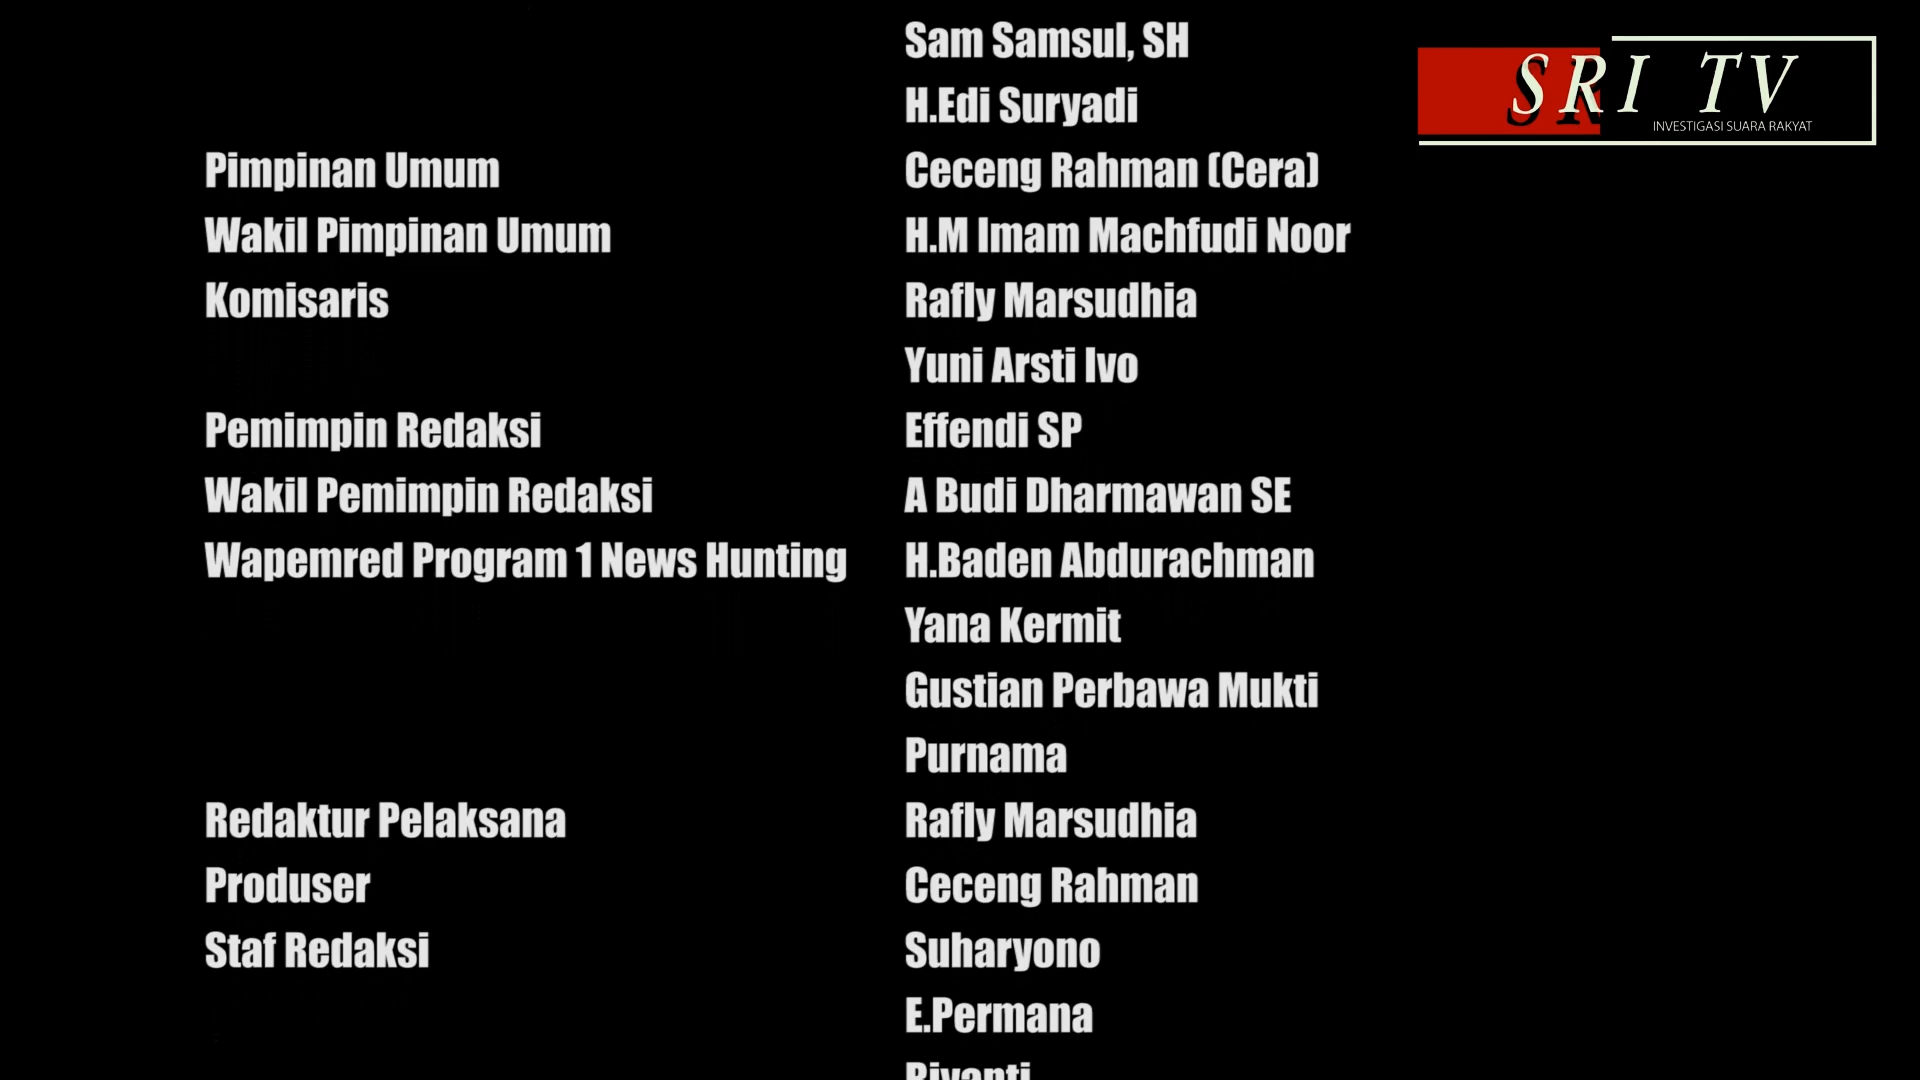 Sam Samsul, SH
H.Edi Suryadi
Pimpinan Umum Ceceng Rahman (Cera)
Wakil Pimpinan Umum H.M Imam Machfudi Noor
Komisaris Rafly Marsudhia
Yuni Arsti Ivo
Pemimpin Redaksi Effendi SP
Wakil Pemimpin Redaksi A Budi Dharmawan SE
Wapemred Program 1 News Hunting H.Baden Abdurachman
Yana Kermit
Gustian Perbawa Mukti
Purnama
Redaktur Pelaksana Rafly Marsudhia
Produser Ceceng Rahman
Staf Redaksi Suharyono
E.Permana
SRI TV
INVESTIGASI SUARA RAKYAT